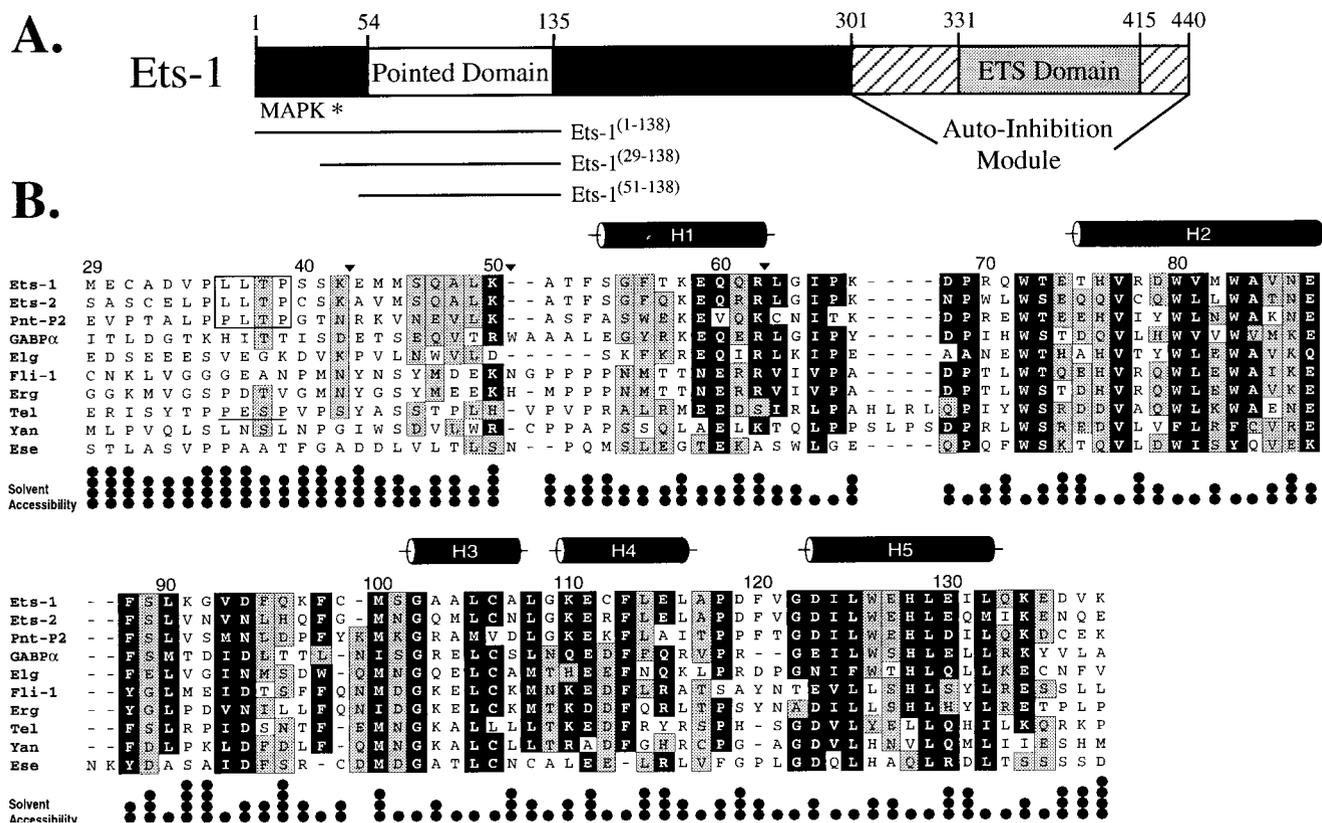 A.
1 54 135 301 331 415 440
Ets-1 Pointed Domain ETS Domain
MAPK *
Ets-1(1-138)
Ets-1(29-138)
Ets-1(51-138)
Auto-Inhibition
Module
B.
H1 H2
29 40 50 60 70 80
Ets-1 M E C A D V P L L T P S S K E M M S Q A L K - - A T F S G F T K E Q Q R L G I P K - - - - D P R Q W T E T H V R D W V M W A V N E
Ets-2 S A S C E L P L L T P C S K A V M S Q A L K - - A T F S G F Q K E Q R R L G I P K - - - - N P W L W S E Q Q V C Q W L L W A T N E
Pnt-P2 E V P T A L P P L T P G T N R K V N E V L K - - A S F A S W E K E V Q K C N I T K - - - - D P R E W T E E H V I Y W L N W A K N E
GABPα I T L D G T K H I T T I S D E T S E Q V T R W A A A L E G Y R K E Q E R L G I P Y - - - - D P I H W S T D Q V L H W V V W V M K E
Elg E D S E E E S V E G K D V K P V L N W V L D - - - - - S K F K R E Q I R L K I P E - - - - A A N E W T H A H V T Y W L E W A V K Q
Fli-1 C N K L V G G G E A N P M N Y N S Y M D E K N G P P P P N M T T N E R R V I V P A - - - - D P T L W T Q E H V R Q W L E W A I K E
Erg G G K M V G S P D T V G M N Y G S Y M E E K H - M P P P N M T T N E R R V I V P A - - - - D P T L W S T D H V R Q W L E W A V K E
Tel E R I S Y T P P E S P V P S Y A S S T P L H - V P V P R A L R M E E D S I R L P A H L R L Q P I Y W S R D D V A Q W L K W A E N E
Yan M L P V Q L S L N S L N P G I W S D V L W R - C P P A P S S Q L A E L K T Q L P P S L P S D P R L W S R E D V L V F L R F C V R E
Ese S T L A S V P P A A T F G A D D L V L T L S N - - P Q M S L E G T E K A S W L G E - - - - Q P Q F W S K T Q V L D W I S Y Q V E K
Solvent
Accessibility
H3 H4 H5
90 100 110 120 130
Ets-1 - - F S L K G V D F Q K F C - M S G A A L C A L G K E C F L E L A P D F V G D I L W E H L E I L Q K E D V K
Ets-2 - - F S L V N V N L H Q F G - M N G Q M L C N L G K E R F L E L A P D F V G D I L W E H L E Q M I K E N Q E
Pnt-P2 - - F S L V S M N L D P F Y K M K G R A M V D L G K E K F L A I T P P F T G D I L W E H L D I L Q K D C E K
GABPα - - F S M T D I D L T T L - N I S G R E L C S L N Q E D F F Q R V P R - G E I L W S H L E L L R K Y V L A
Elg - - F E L V G I N M S D W - Q M N G Q E L C A M T H E E F N Q K L P R D P G N I F W T H L Q L L K E C N F V
Fli-1 - - Y G L M E I D T S F F Q N M D G K E L C K M N K E D F L R A T S A Y N T E V L L S H L S Y L R E S S L L
Erg - - Y G L P D V N I L L F Q N I D G K E L C K M T K D D F Q R L T P S Y N A D I L L S H L H Y L R E T P L P
Tel - - F S L R P I D S N T F - E M N G K A L L L L T K E D F R Y R S P H - S G D V L Y E L L Q H I L K Q R K P
Yan - - F D L P K L D F D L F - Q M N G K A L C L L T R A D F G H R C P G - A G D V L H N V L Q M L I I E S H M
Ese N K Y D A S A I D F S R - C D M D G A T L C N C A L E E - L R L V F G P L G D Q L H A Q L R D L T S S S S D
Solvent
Accessibility